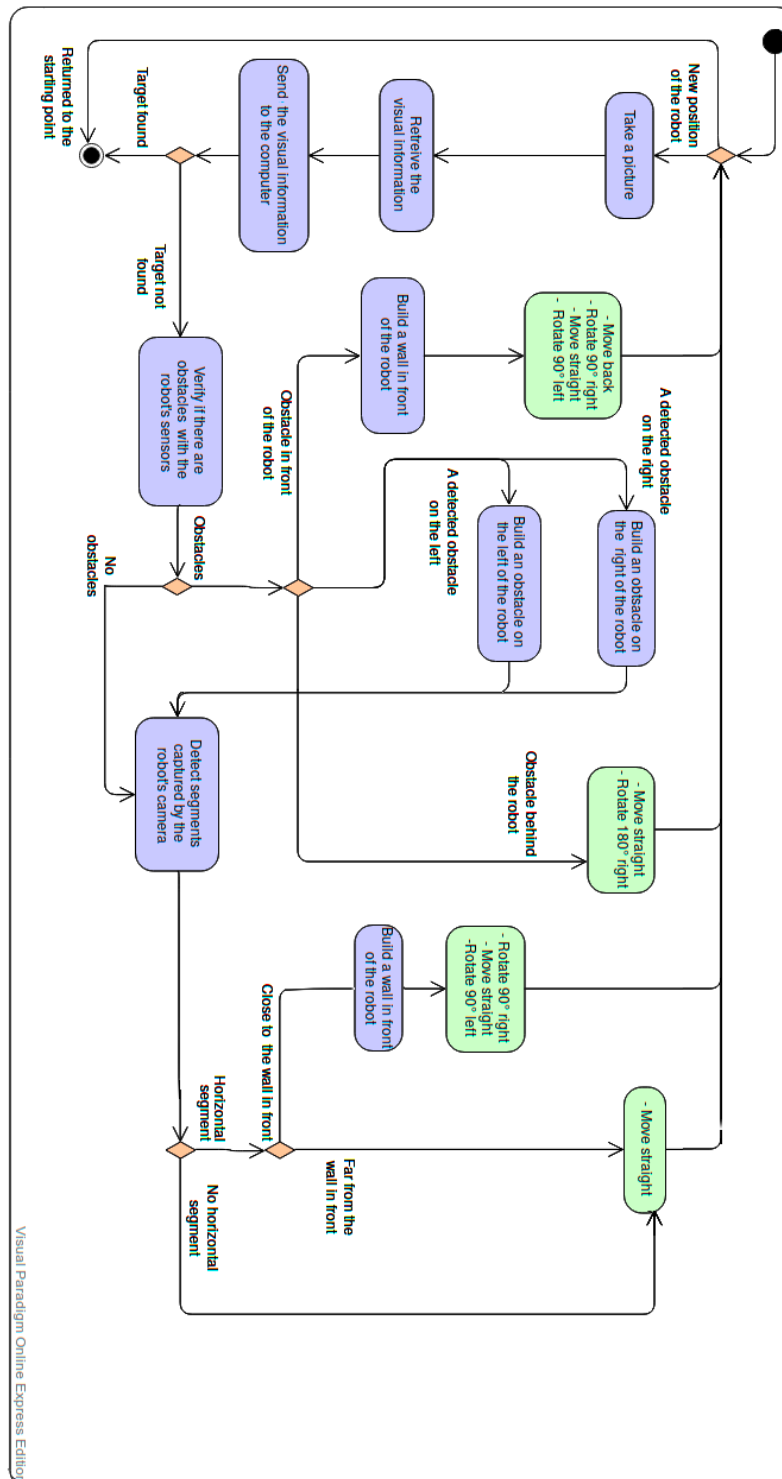 New position
of the robot
Take a picture
Retreive the
visual information
Send the visual information
to the computer
Target found
Returned to the
starting point
Target not
found
Verify if there are
obstacles with the
robot's sensors
Obstacles
No
obstacles
Obstacle in front
of the robot
Build a wall in front
of the robot
- Move back
- Rotate 90° right
- Move straight
- Rotate 90° left
A detected obstacle
on the right
Build an obtsacle on
the right of the robot
A detected obstacle
on the left
Build an obstacle on
the left of the robot
Obstacle behind
the robot
- Move straight
- Rotate 180° right
Detect segments
captured by the
robot's camera
Horizontal
segment
No horizontal
segment
Close to the wall in front
Build a wall in front
of the robot
- Rotate 90° right
- Move straight
-Rotate 90° left
Far from the
wall in front
- Move straight
Visual Paradigm Online Express Edition